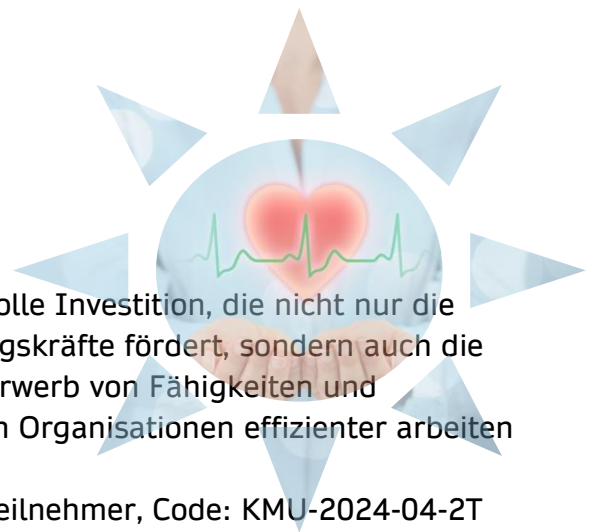 olle Investition, die nicht nur die
gskräfte fördert, sondern auch die
rwerb von Fähigkeiten und
n Organisationen effizienter arbeiten
eilnehmer, Code: KMU-2024-04-2T